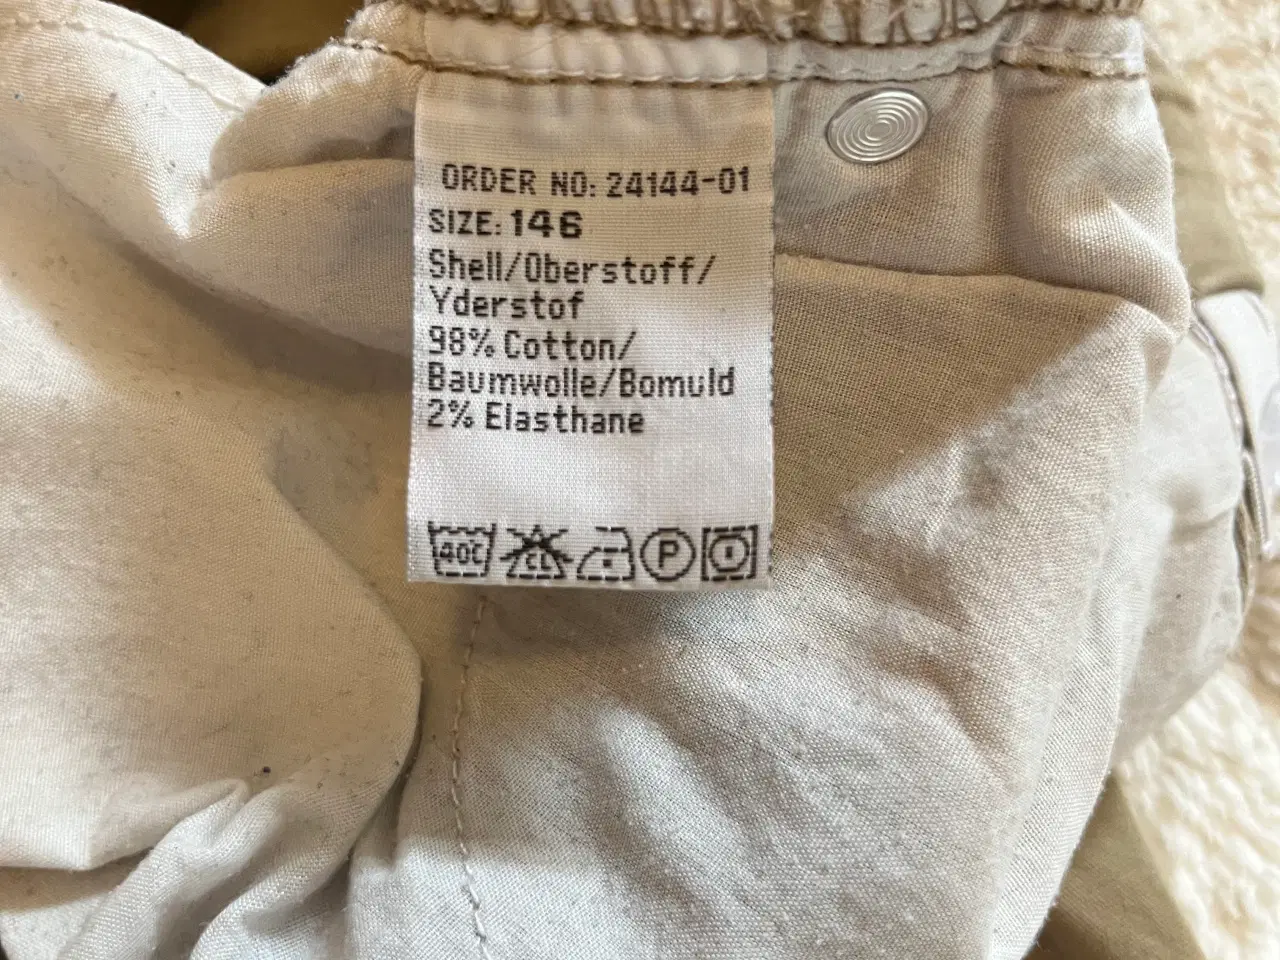 ORDER NO: 24144-01
SIZE: 146
Shell/Oberstoff/
Yderstof
98% Cotton/
Baumwolle/Bomuld
2% Elasthane
40C CL P